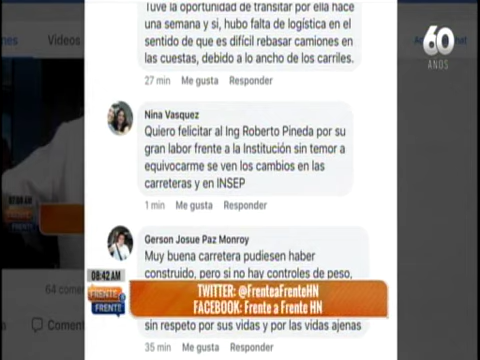 Tuve la oportunidad de transitar por ella hace
una semana y si, hubo falta de logística en el
sentido de que es difícil rebasar camiones en
las cuestas, debido a lo ancho de los carriles.
27 min Me gusta Responder
Videos
60
AÑOS
Nina Vasquez
Quiero felicitar al Ing Roberto Pineda por su
gran labor frente a la Institución sin temor a
equivocarme se ven los cambios en las
carreteras y en INSEP
1 min Me gusta Responder
Gerson Josue Paz Monroy
Muy buena carretera pudiesen haber
construido, pero si no hay controles de peso,
08:42 AM
FRENTE
a
FRENTE
TWITTER: @FrenteaFrenteHN
FACEBOOK: Frente a Frente HN
sin respeto por sus vidas y por las vidas ajenas
35 min Me gusta Responder
64 comen